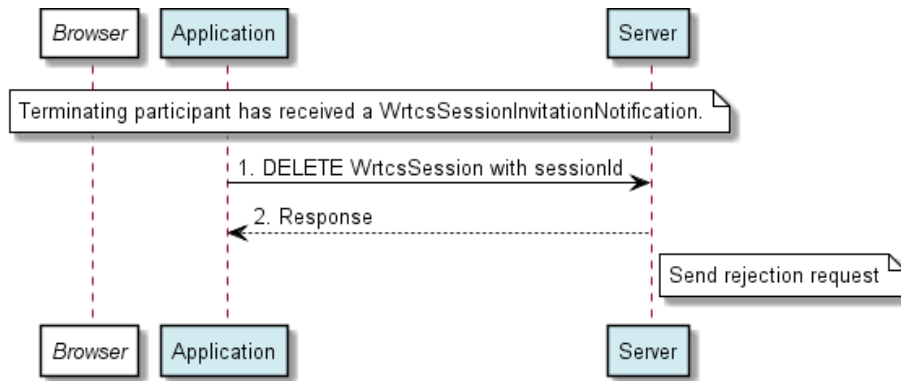 Browser Application Server
Terminating participant has received a WrtcsSessionInvitationNotification.
1. DELETE WrtcsSession with sessionId
2. Response
Send rejection request
Browser Application Server